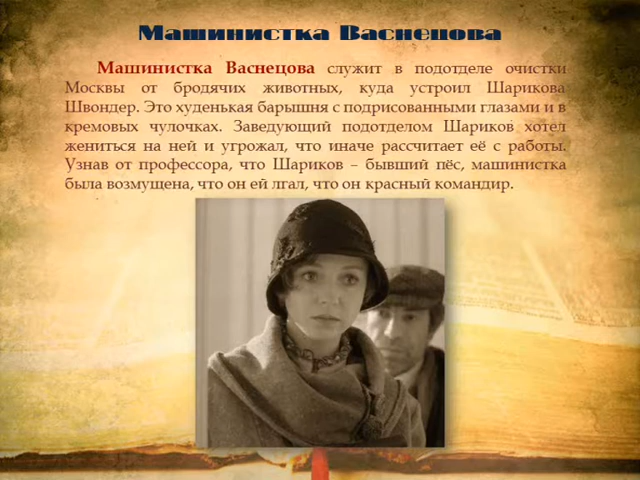 Машинистка Васнецова
Машинистка Васнецова служит в подотделе очистки
Москвы от бродячих животных, куда устроил Шарикова
Швондер. Это худенькая барышня с подрисованными глазами и в
кремовых чулочках. Заведующий подотделом Шариков хотел
жениться на ней и угрожал, что иначе рассчитает её с работы.
Узнав от профессора, что Шариков – бывший пёс, машинистка
была возмущена, что он ей лгал, что он красный командир.